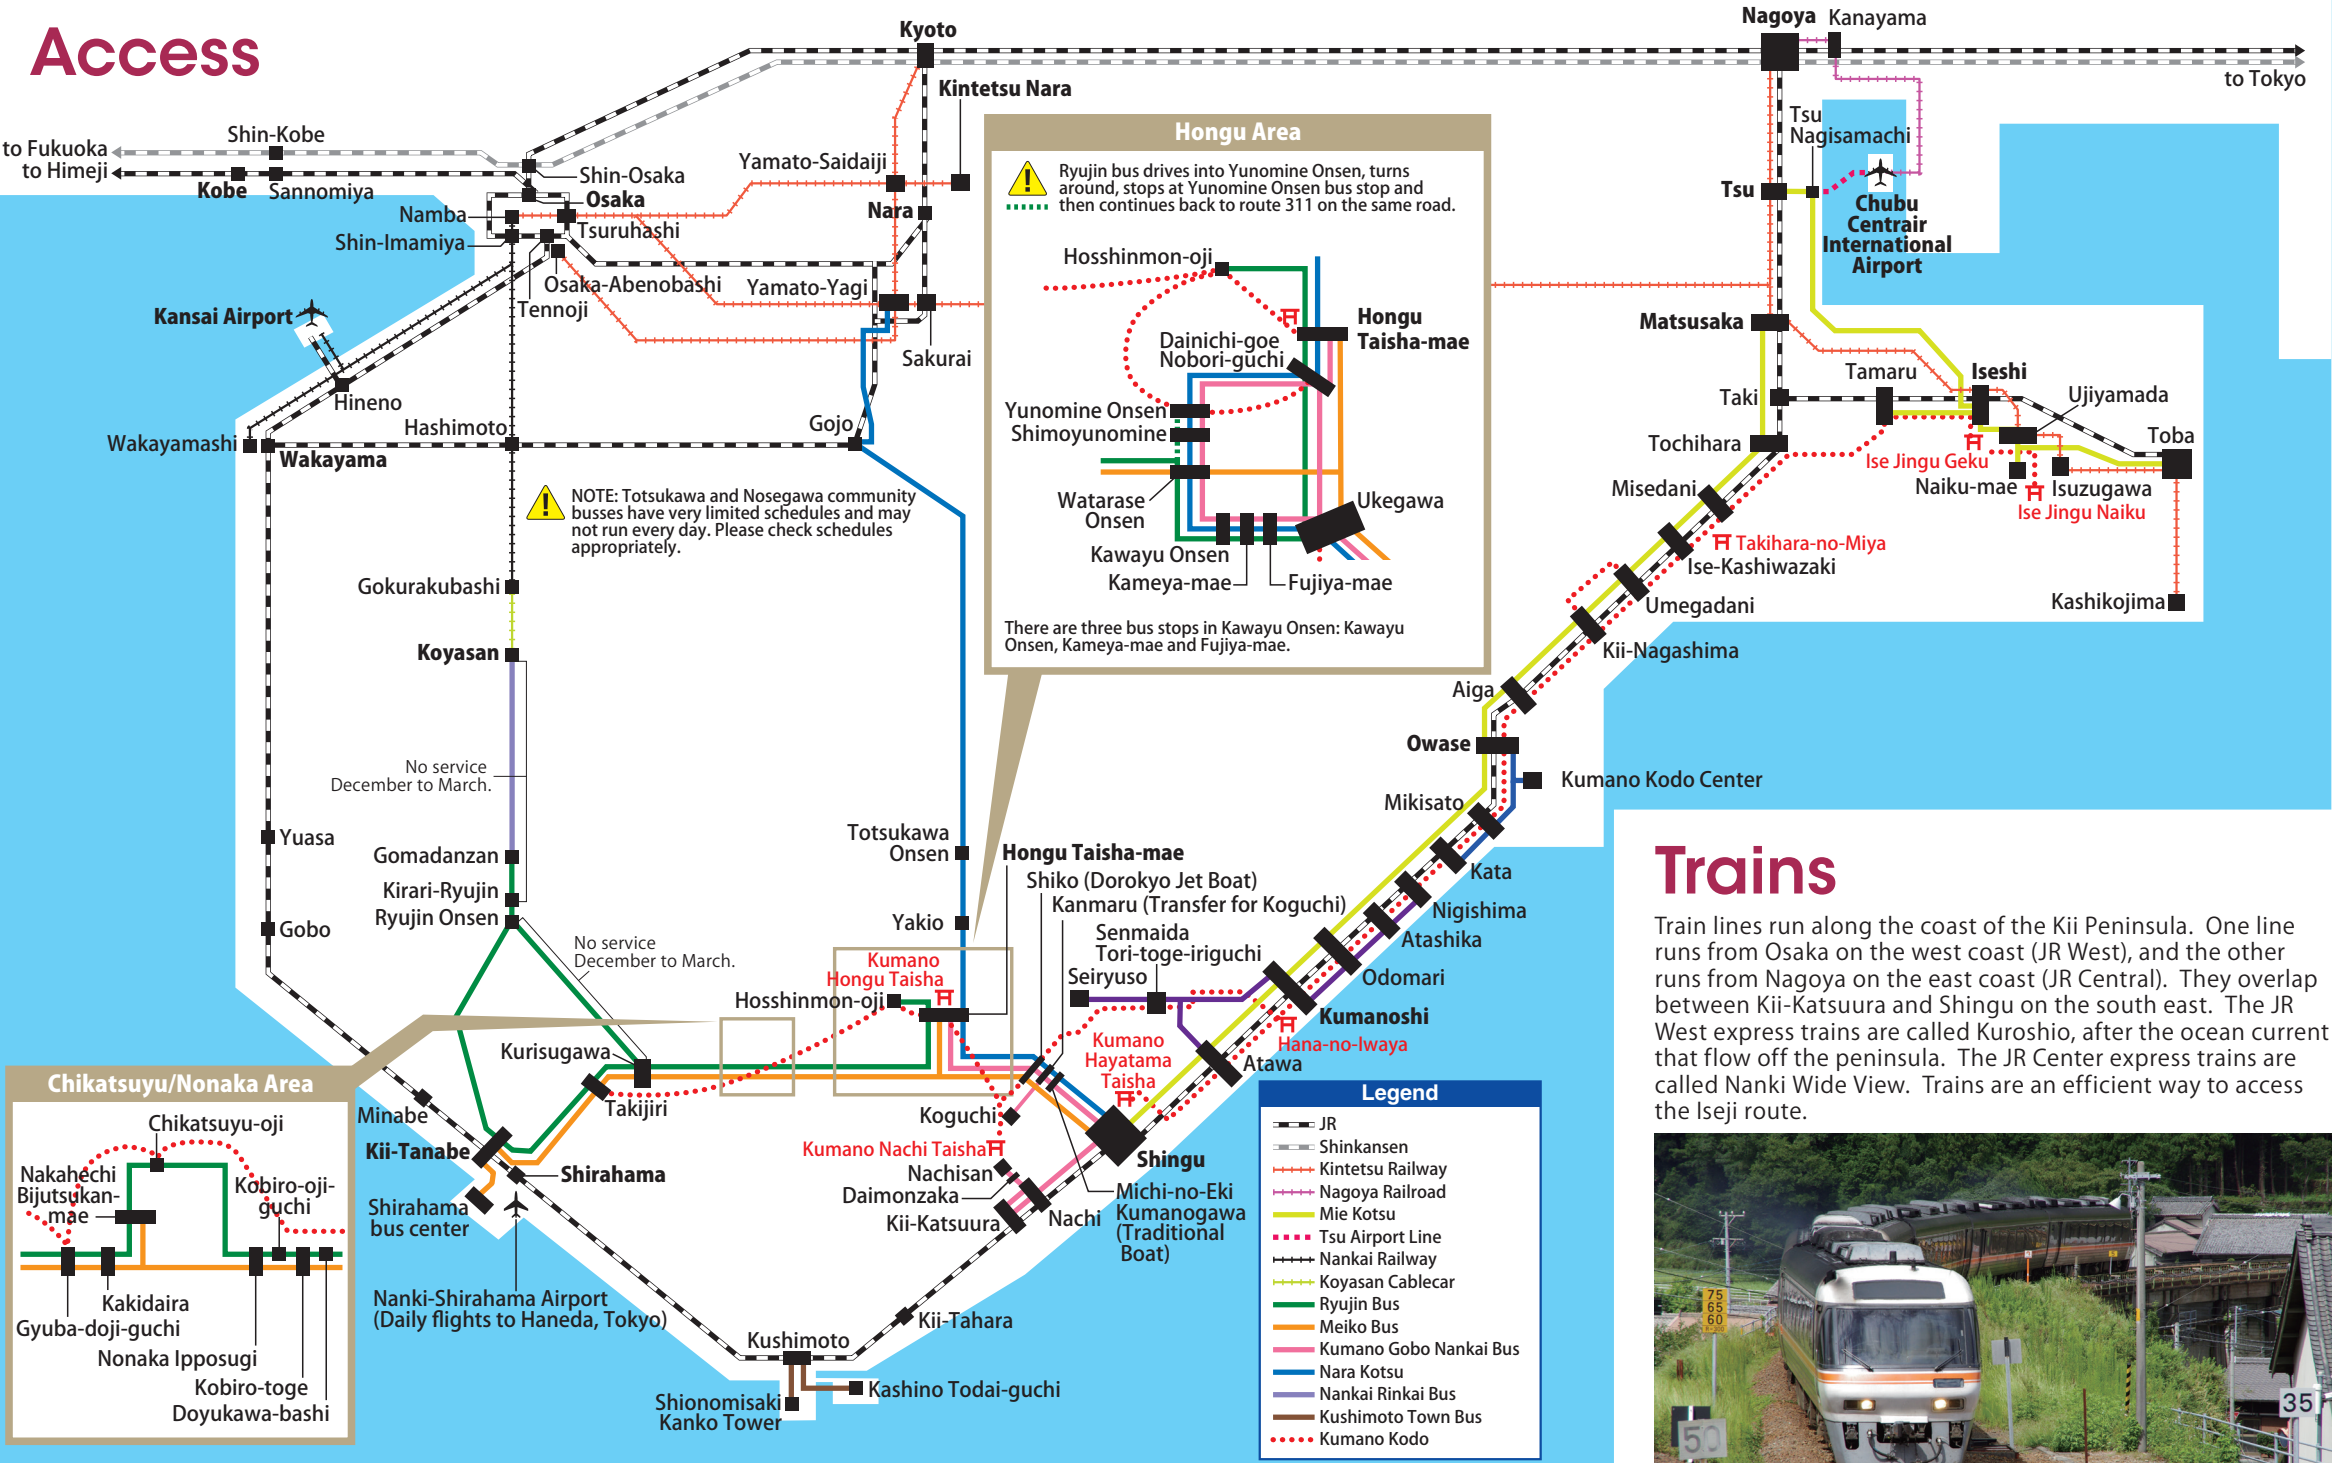 Access
Kyoto
Nagoya
Kanayama
to Tokyo
Kintetsu Nara
Tsu
Nagisamachi
Shin-Kobe
to Fukuoka
to Himeji
Kobe
Sannomiya
Shin-Osaka
Osaka
Yamato-Saidaiji
Namba
Tsuruhashi
Shin-Imamiya
Nara
Osaka-Abenobashi
Tennoji
Yamato-Yagi
Sakurai
Kansai Airport
Hineno
Wakayamashi
Wakayama
Hashimoto
Gojo
Tsu
Chubu
Centrair
International
Airport
Matsusaka
Tamaru
Iseshi
Taki
Ujiyamada
Tochihara
Toba
Ise Jingu Geku
Naiku-mae
Isuzugawa
Ise Jingu Naiku
Misedani
Takihara-no-Miya
Ise-Kashiwazaki
Umegadani
Kashikojima
Kii-Nagashima
Aiga
Owase
Kumano Kodo Center
Mikisato
Kata
Nigishima
Atashika
Odomari
Kumanoshi
Hana-no-Iwaya
Atawa
Hongu Area
Ryujin bus drives into Yunomine Onsen, turns
around, stops at Yunomine Onsen bus stop and
then continues back to route 311 on the same road.
Hosshinmon-oji
Hongu
Taisha-mae
Dainichi-goe
Nobori-guchi
Yunomine Onsen
Shimoyunomine
Watarase
Onsen
Ukegawa
Kawayu Onsen
Kameya-mae
Fujiya-mae
There are three bus stops in Kawayu Onsen: Kawayu
Onsen, Kameya-mae and Fujiya-mae.
NOTE: Totsukawa and Nosegawa community
busses have very limited schedules and may
not run every day. Please check schedules
appropriately.
Gokurakubashi
Koyasan
No service
December to March.
Gomadanzan
Kirari-Ryujin
Ryujin Onsen
No service
December to March.
Yuasa
Gobo
Totsukawa
Onsen
Yakio
Hongu Taisha-mae
Shiko (Dorokyo Jet Boat)
Kanmaru (Transfer for Koguchi)
Senmaida
Tori-toge-iriguchi
Seiryuso
Kumano
Hongu Taisha
Hosshinmon-oji
Kurisugawa
Takijiri
Kumano
Hayatama
Taisha
Koguchi
Kumano Nachi Taisha
Nachisan
Daimonzaka
Kii-Katsuura
Nachi
Shingu
Michi-no-Eki
Kumanogawa
(Traditional
Boat)
Minabe
Kii-Tanabe
Shirahama
Shirahama
bus center
Nanki-Shirahama Airport
(Daily flights to Haneda, Tokyo)
Kushimoto
Kii-Tahara
Shionomisaki
Kanko Tower
Kashino Todai-guchi
Chikatsuyu/Nonaka Area
Chikatsuyu-oji
Nakahechi
Bijutsukan-
mae
Kobiro-oji-
guchi
Kakidaira
Gyuba-doji-guchi
Nonaka Ipposugi
Kobiro-toge
Doyukawa-bashi
Legend
JR
Shinkansen
Kintetsu Railway
Nagoya Railroad
Mie Kotsu
Tsu Airport Line
Nankai Railway
Koyasan Cablecar
Ryujin Bus
Meiko Bus
Kumano Gobo Nankai Bus
Nara Kotsu
Nankai Rinkai Bus
Kushimoto Town Bus
Kumano Kodo
Trains
Train lines run along the coast of the Kii Peninsula. One line
runs from Osaka on the west coast (JR West), and the other
runs from Nagoya on the east coast (JR Central). They overlap
between Kii-Katsuura and Shingu on the south east. The JR
West express trains are called Kuroshio, after the ocean current
that flow off the peninsula. The JR Center express trains are
called Nanki Wide View. Trains are an efficient way to access
the Iseji route.
75
65
60
50
35